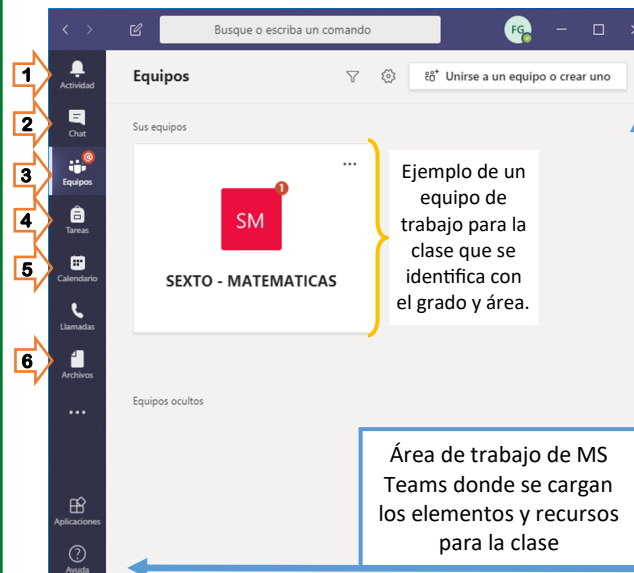 Busque o escriba un comando
FG
1
Actividad
Equipos
Unirse a un equipo o crear uno
2
Chat
Sus equipos
3
Equipos
1
SM
SEXTO - MATEMATICAS
Ejemplo de un
equipo de
trabajo para la
clase que se
identifica con
el grado y área.
4
Tareas
5
Calendario
Llamadas
6
Archivos
Equipos ocultos
Área de trabajo de MS
Teams donde se cargan
los elementos y recursos
para la clase
Aplicaciones
Ayuda